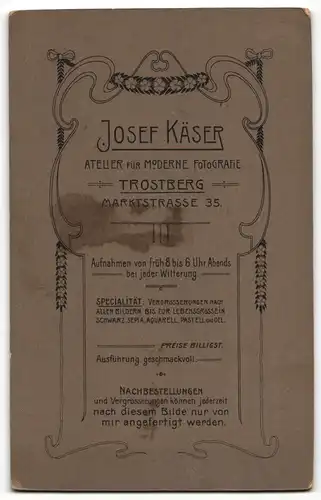 JOSEF KÄSER
ATELIER FÜR MODERNE FOTOGRAFIE
TROSTBERG
MARKTSTRASSE 35.
Aufnahmen von früh 8 bis 6 Uhr Abends
bei jeder Witterung.
SPECIALITÄT: VERGRÖSSERUNGEN NACH
ALLEN BILDERN BIS ZUR LEBENSGRÖSSE IN
SCHWARZ, SEPIA, AQUARELL, PASTELL OD. OEL.
PREISE BILLIGST.
Ausführung geschmackvoll.
NACHBESTELLUNGEN
und Vergrösserungen können jederzeit
nach diesem Bilde nur von
mir angefertigt werden.